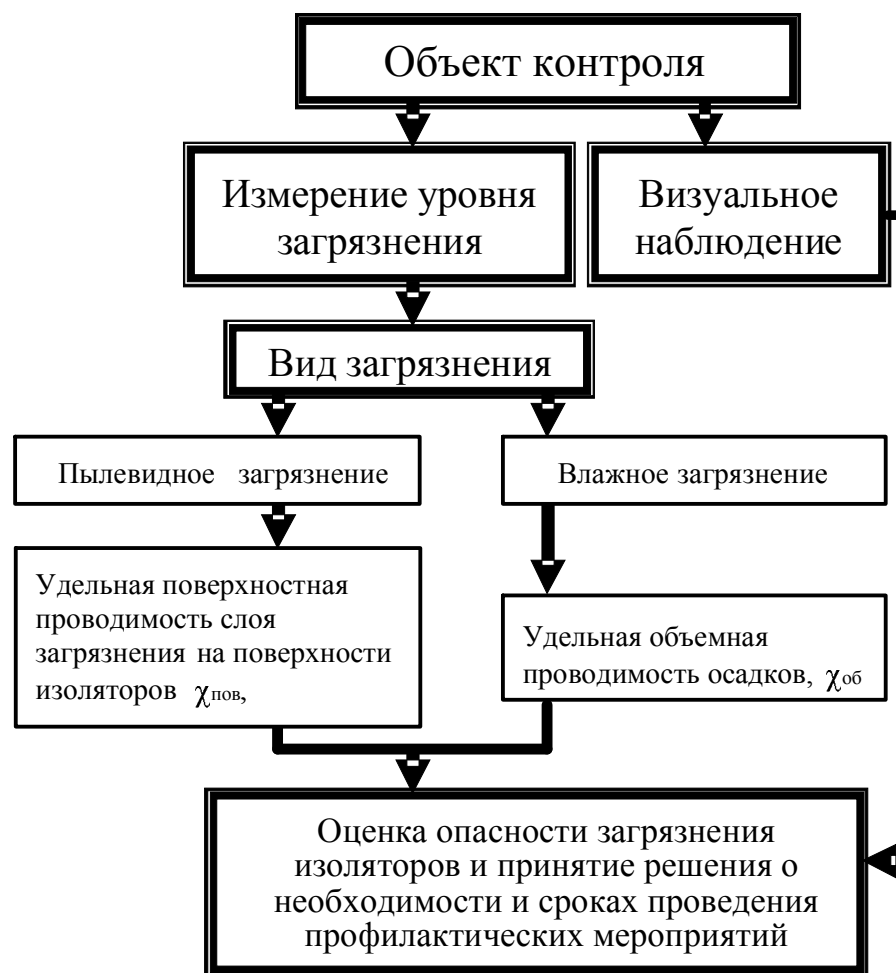 Объект контроля
Измерение уровня
загрязнения
Визуальное
наблюдение
Вид загрязнения
Пылевидное загрязнение
Влажное загрязнение
Удельная поверхностная
проводимость слоя
загрязнения на поверхности
изоляторов χпов,
Удельная объемная
проводимость осадков, χоб
Оценка опасности загрязнения
изоляторов и принятие решения о
необходимости и сроках проведения
профилактических мероприятий